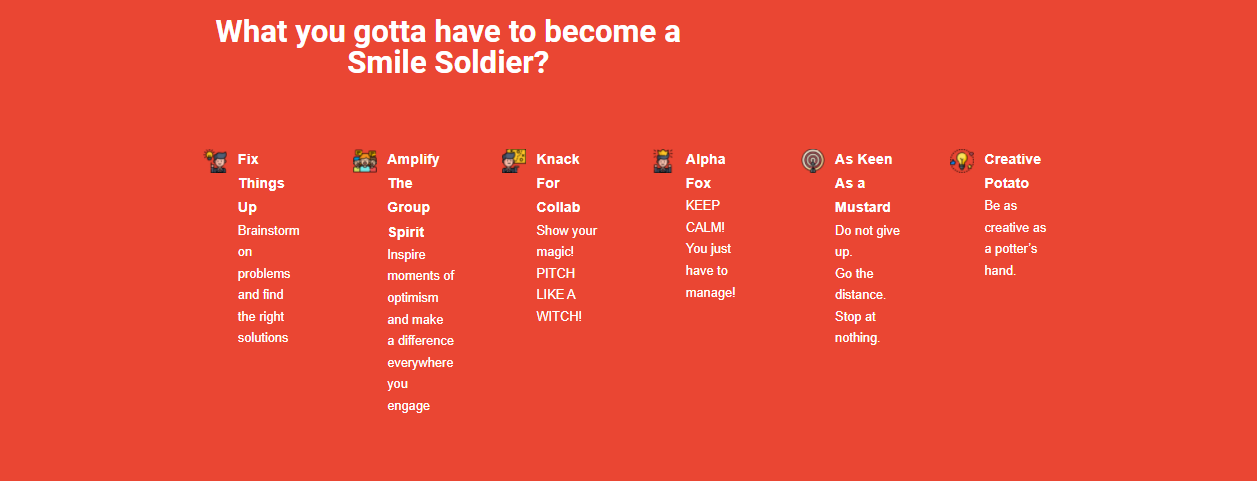 What you gotta have to become a
Smile Soldier?
Fix
Things
Up
Brainstorm
on
problems
and find
the right
solutions
Amplify
The
Group
Spirit
Inspire
moments of
optimism
and make
a difference
everywhere
you
engage
Knack
For
Collab
Show your
magic!
PITCH
LIKE A
WITCH!
Alpha
Fox
KEEP
CALM!
You just
have to
manage!
As Keen
As a
Mustard
Do not give
up.
Go the
distance.
Stop at
nothing.
Creative
Potato
Be as
creative as
a potter's
hand.